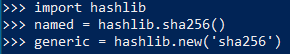 >>> import hashlib
>>> named = hashlib.sha256()
>>> generic = hashlib.new('sha256')